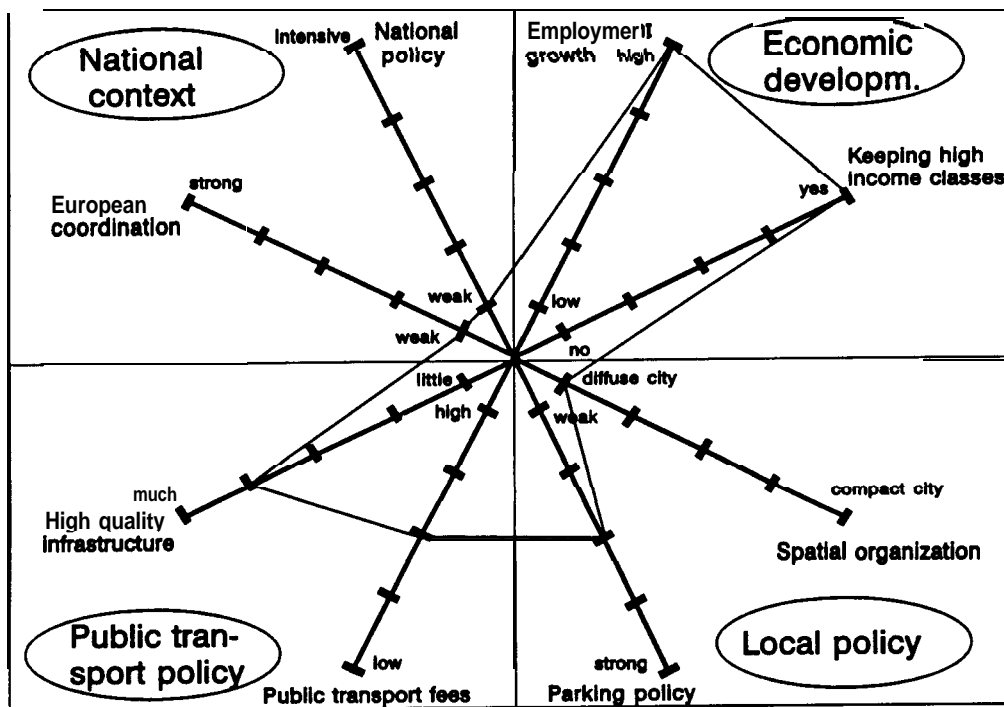 National
context
Intensive
National
policy
European
coordination
strong
weak
weak
Employment
growth
high
Economic
developm.
Keeping high
income classes
yes
low
no
little
high
much
High quality
infrastructure
Public tran-
sport policy
low
Public transport fees
diffuse city
weak
compact city
Spatial organization
Local policy
strong
Parking policy